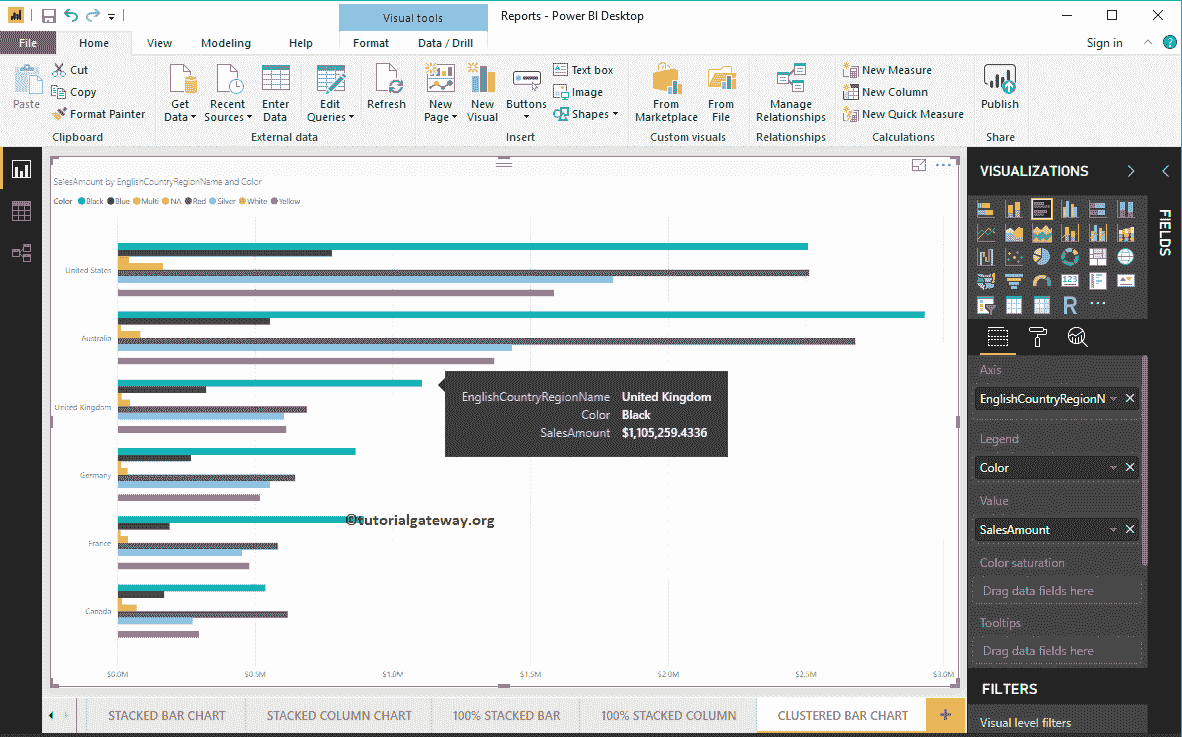 Visual tools
Reports - Power BI Desktop
File
Home
View
Modeling
Help
Format
Data / Drill
Sign in
?
Paste
Cut
Copy
Format Painter
Clipboard
Get Data
Recent Sources
Enter Data
Edit Queries
External data
Refresh
New Page
New Visual
Buttons
Text box
Image
Shapes
Insert
From Marketplace
From File
Custom visuals
Manage Relationships
Relationships
New Measure
New Column
New Quick Measure
Calculations
Publish
Share
SalesAmount by EnglishCountryRegionName and Color
Color Black Blue Multi NA Red Silver White Yellow
United States
Australia
United Kingdom
Germany
France
Canada
EnglishCountryRegionName United Kingdom
Color Black
SalesAmount $1,105,259.4336
©tutorialgateway.org
$0.0M $0.9M $1.0M $1.5M $2.0M $2.5M $3.0M
VISUALIZATIONS
FIELDS
123
R
Axis
EnglishCountryRegionN
Legend
Color
Value
SalesAmount
Color saturation
Drag data fields here
Tooltips
Drag data fields here
FILTERS
Visual level filters
STACKED BAR CHART
STACKED COLUMN CHART
100% STACKED BAR
100% STACKED COLUMN
CLUSTERED BAR CHART
+